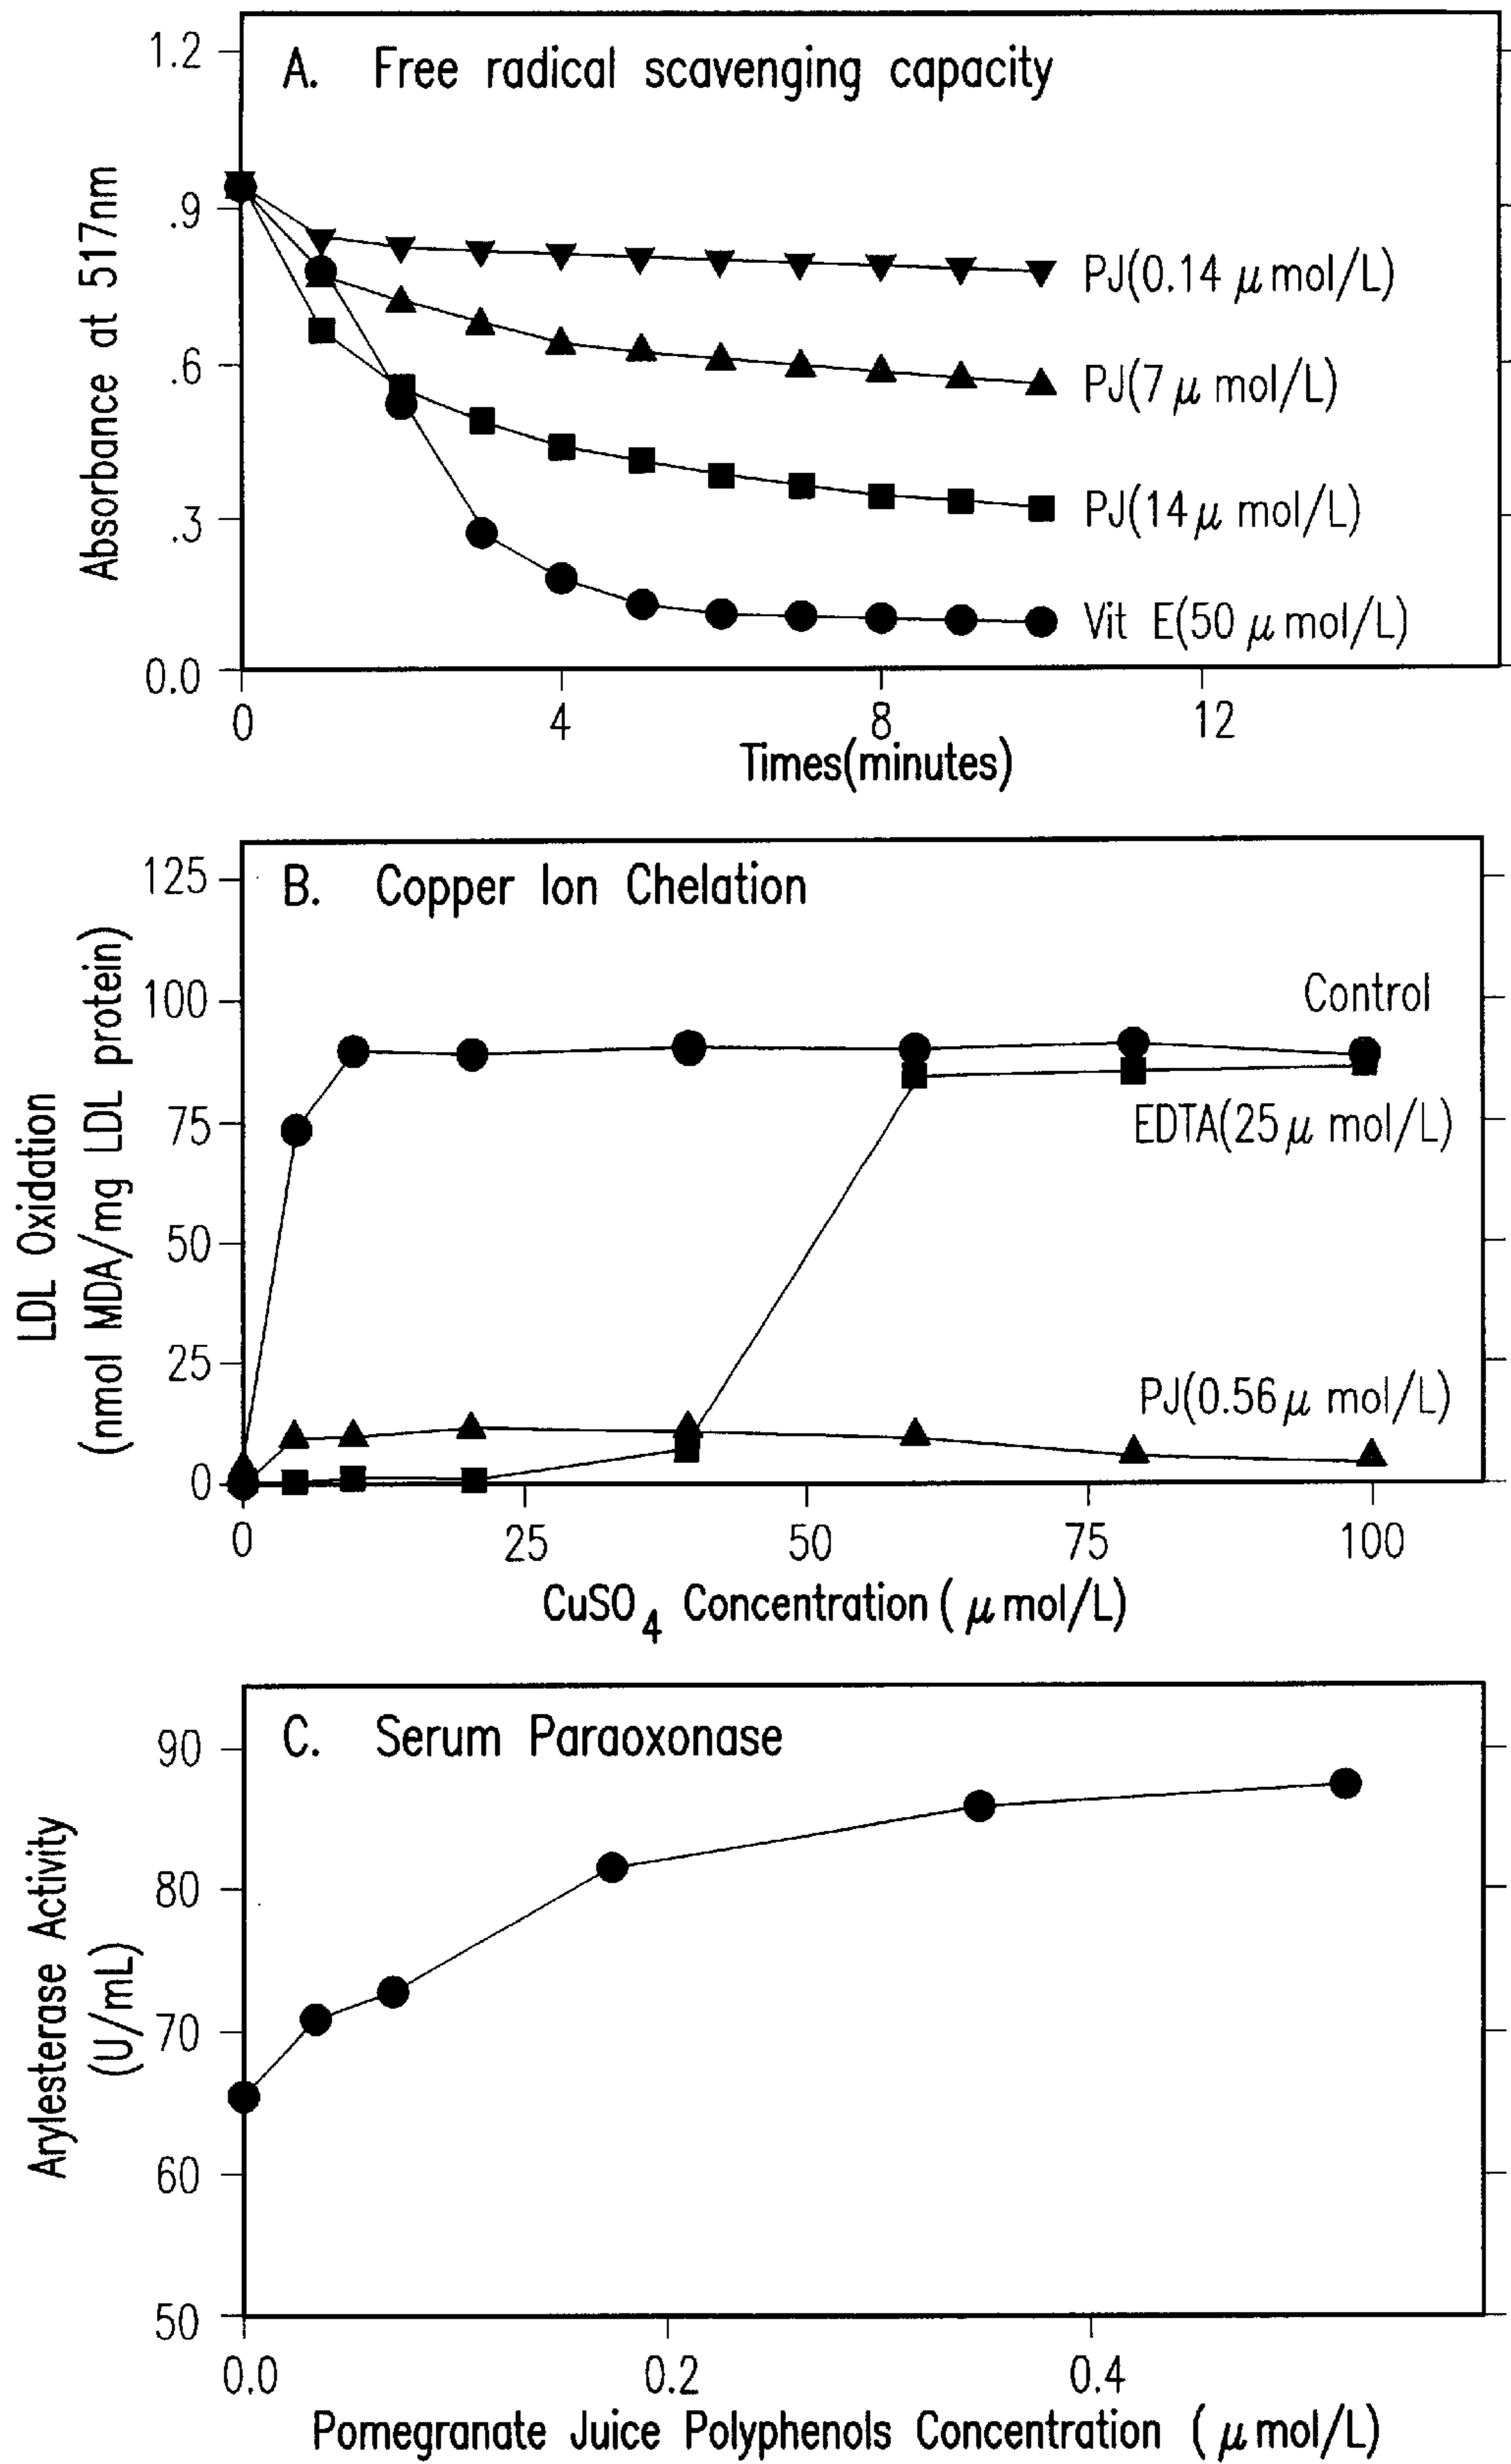 1.2
A. Free radical scavenging capacity
.9
.6
.3
0.0
Absorbance at 517nm
PJ(0.14 μ mol/L)
PJ(7 μ mol/L)
PJ(14 μ mol/L)
Vit E(50 μ mol/L)
0 4 8 12
Times(minutes)
125
B. Copper Ion Chelation
100
75
50
25
0
LDL Oxidation
(nmol MDA/mg LDL protein)
Control
EDTA(25 μ mol/L)
PJ(0.56 μ mol/L)
0 25 50 75 100
CuSO4 Concentration ( μ mol/L)
90
C. Serum Paraoxonase
80
70
60
50
Arylesterase Activity
(U/mL)
0.0 0.2 0.4
Pomegranate Juice Polyphenols Concentration ( μ mol/L)